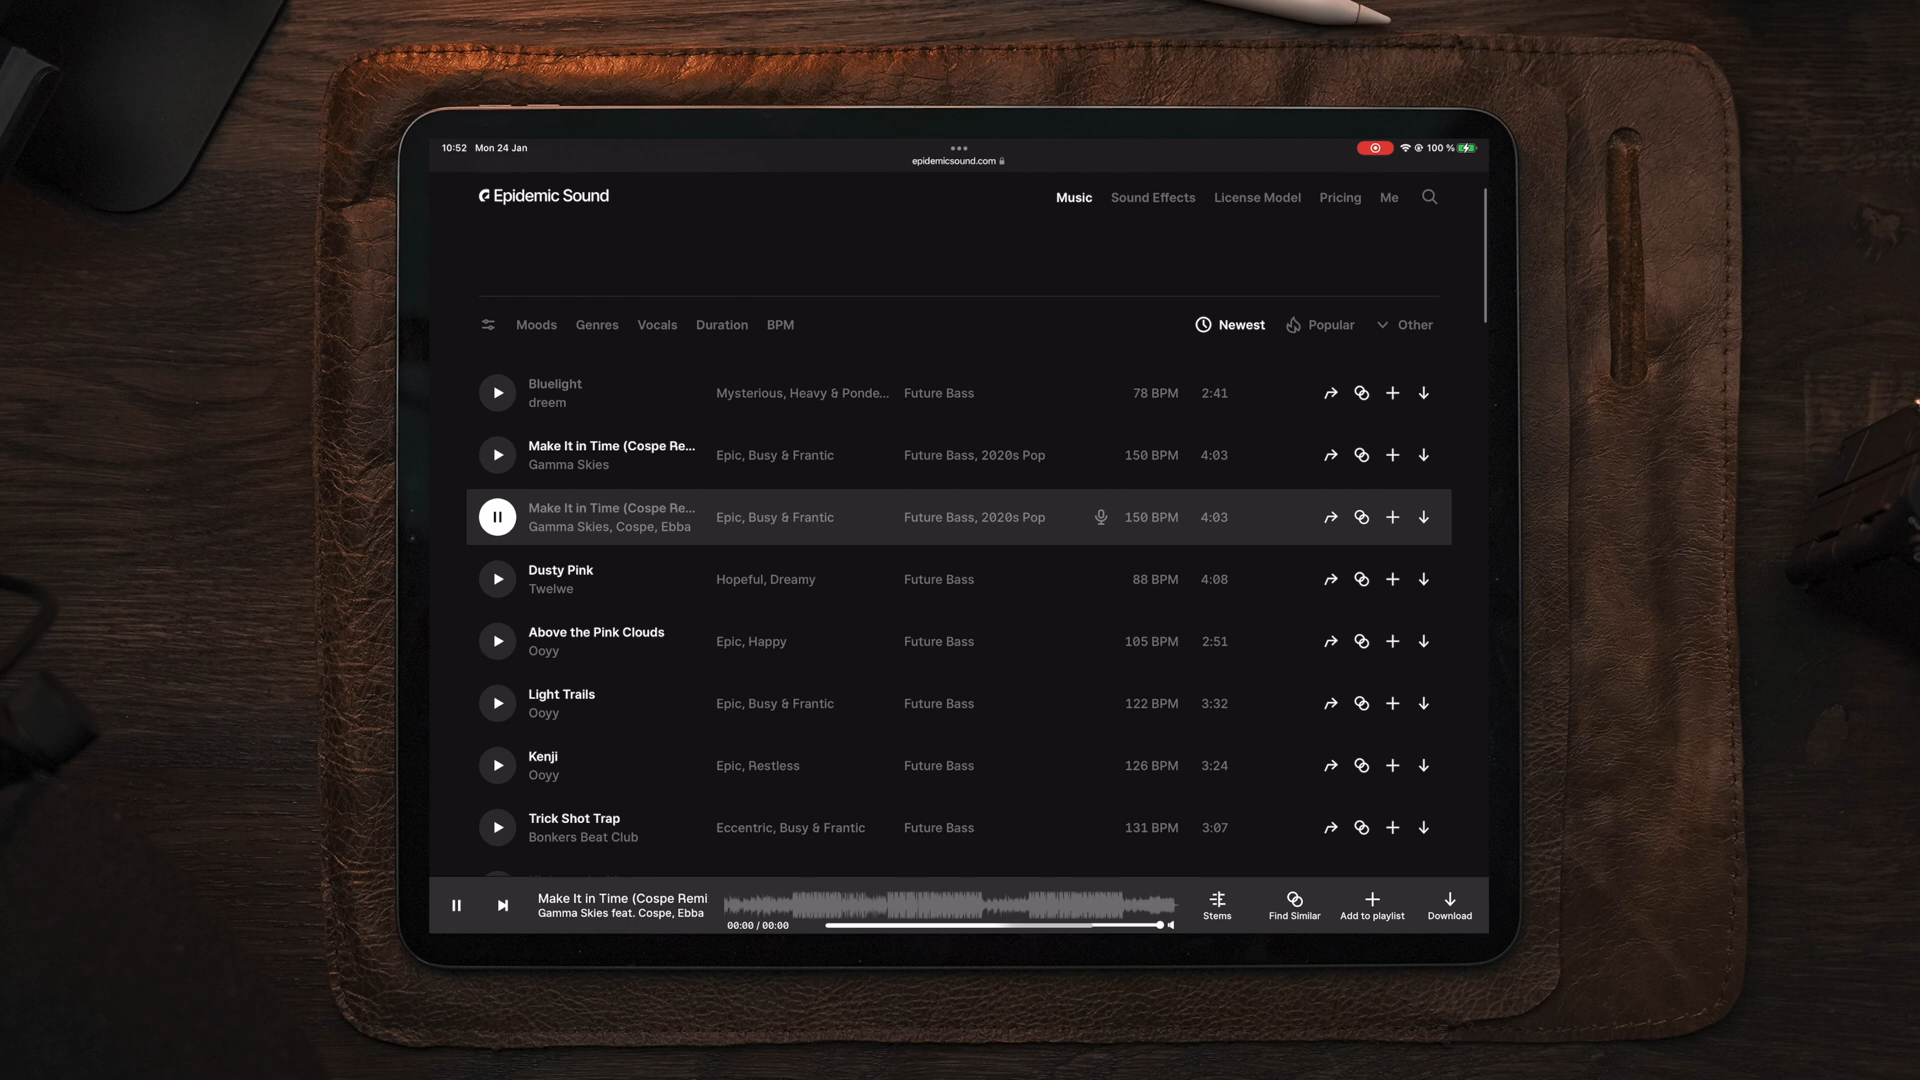 10:52 Mon 24 Jan
epidemicsound.com
100 %
Epidemic Sound
Music Sound Effects License Model Pricing Me
Moods Genres Vocals Duration BPM
Newest Popular Other
Bluelight
dreem
Mysterious, Heavy & Ponde... Future Bass 78 BPM 2:41
Make It in Time (Cospe Re...
Gamma Skies
Epic, Busy & Frantic Future Bass, 2020s Pop 150 BPM 4:03
Make It in Time (Cospe Re...
Gamma Skies, Cospe, Ebba
Epic, Busy & Frantic Future Bass, 2020s Pop 150 BPM 4:03
Dusty Pink
Twelwe
Hopeful, Dreamy Future Bass 88 BPM 4:08
Above the Pink Clouds
Ooyy
Epic, Happy Future Bass 105 BPM 2:51
Light Trails
Ooyy
Epic, Busy & Frantic Future Bass 122 BPM 3:32
Kenji
Ooyy
Epic, Restless Future Bass 126 BPM 3:24
Trick Shot Trap
Bonkers Beat Club
Eccentric, Busy & Frantic Future Bass 131 BPM 3:07
Make It in Time (Cospe Remi
Gamma Skies feat. Cospe, Ebba
00:00 / 00:00
Stems Find Similar Add to playlist Download